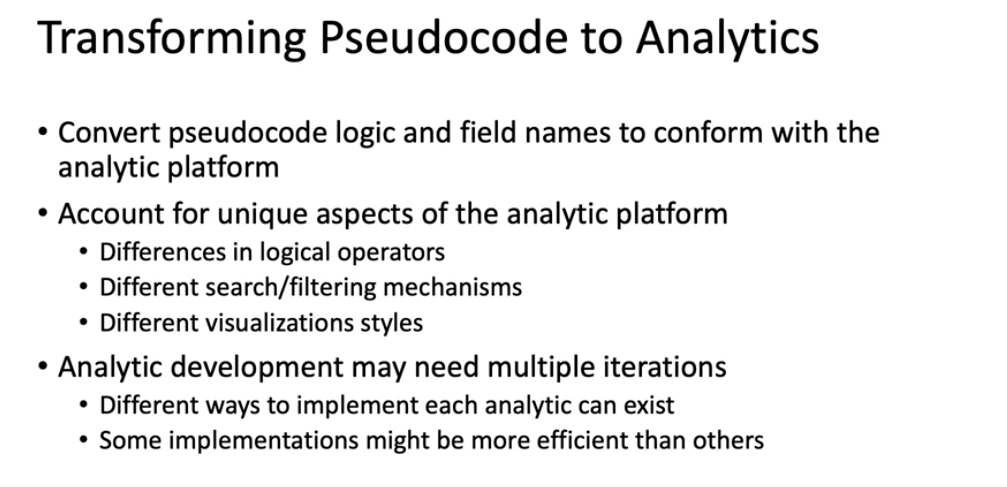 Transforming Pseudocode to Analytics
• Convert pseudocode logic and field names to conform with the
analytic platform
• Account for unique aspects of the analytic platform
• Differences in logical operators
• Different search/filtering mechanisms
• Different visualizations styles
• Analytic development may need multiple iterations
• Different ways to implement each analytic can exist
• Some implementations might be more efficient than others